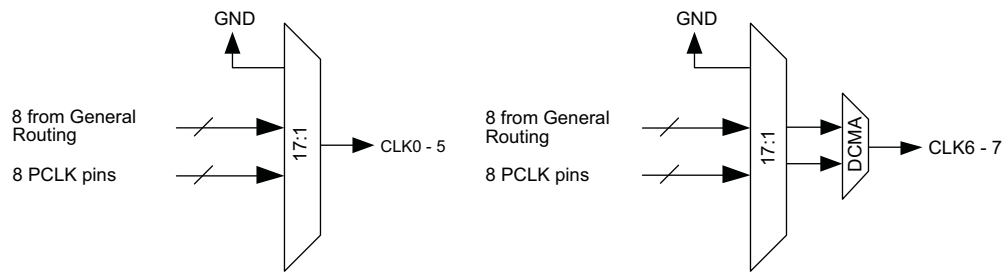 GND
8 from General
Routing
8 PCLK pins
17:1
CLK0 - 5
GND
8 from General
Routing
8 PCLK pins
17:1
DCMA
CLK6 - 7